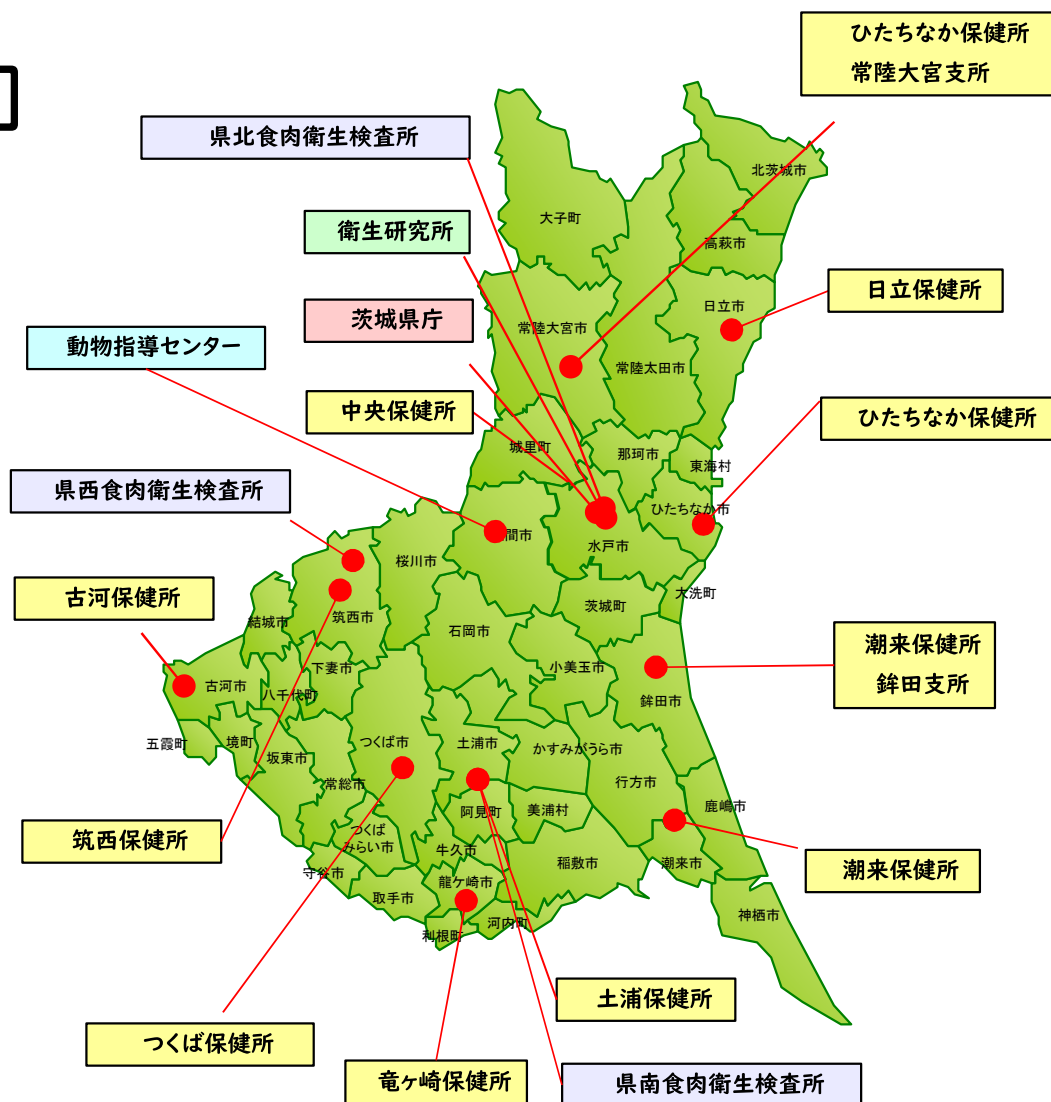 ひたちなか保健所
常陸大宮支所
県北食肉衛生検査所
北茨城市
大子町
衛生研究所
高萩市
日立保健所
茨城県庁
日立市
常陸大宮市
動物指導センター
常陸太田市
中央保健所
ひたちなか保健所
城里町
那珂市
東海村
県西食肉衛生検査所
ひたちなか市
間市
水戸市
桜川市
大洗町
古河保健所
茨城町
結城市
筑西市
石岡市
潮来保健所
鉾田支所
下妻市
小美玉市
古河市
八千代町
鉾田市
五霞町
境町
つくば市
土浦市
かすみがうら市
坂東市
常総市
行方市
鹿嶋市
阿見町
美浦村
つくば
みらい市
筑西保健所
牛久市
稲敷市
潮来市
潮来保健所
守谷市
龍ケ崎市
取手市
神栖市
河内町
利根町
土浦保健所
つくば保健所
竜ヶ崎保健所
県南食肉衛生検査所